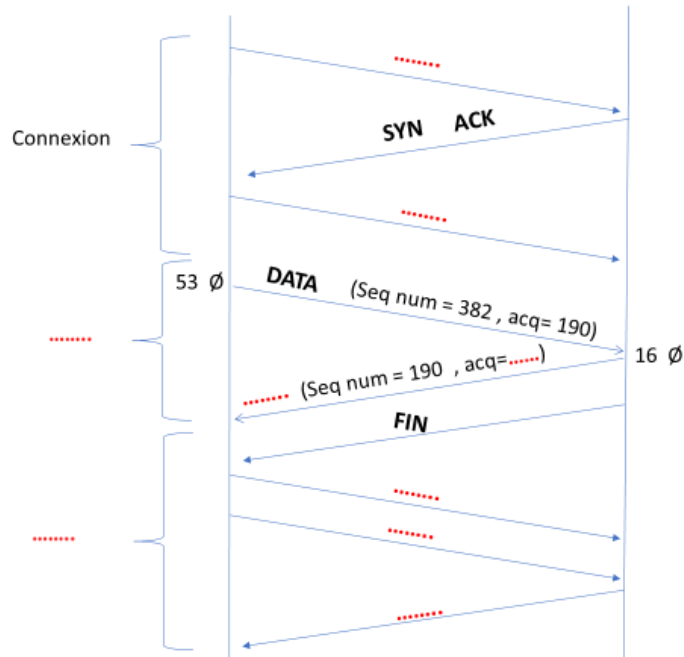 ........
SYN ACK
Connexion
........
53 Ø DATA (Seq num = 382 , acq= 190)
........
16 Ø
........ (Seq num = 190 , acq=......)
FIN
........
........
........
........